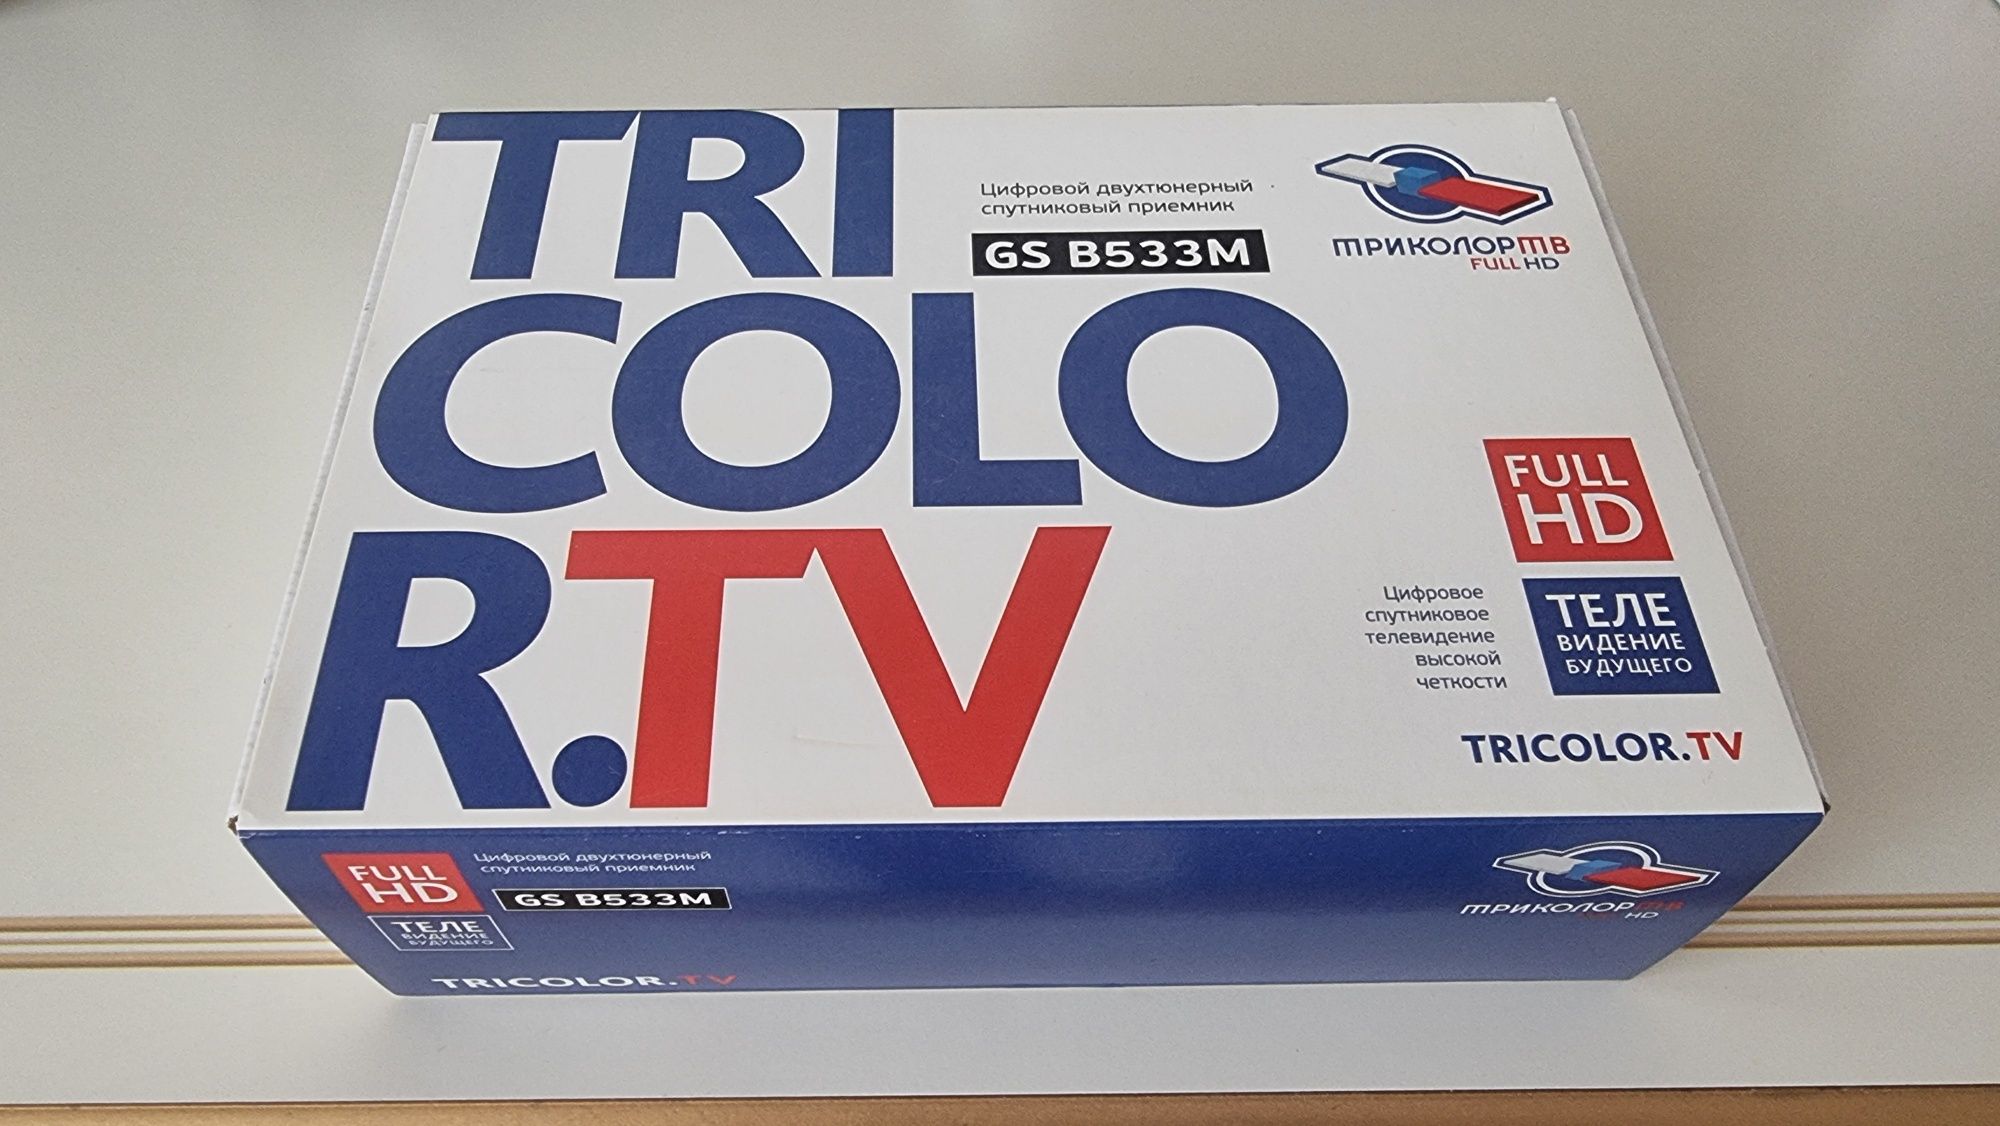 TRI
COLO
R.TV
Цифровой двухтюнерный
спутниковый приемник
GS B533M
ТРИКОЛОР ТВ
FULL HD
FULL
HD
Цифровое
спутниковое
телевидение
высокой
четкости
ТЕЛЕ
ВИДЕНИЕ
БУДУЩЕГО
TRICOLOR.TV
FULL
HD
Цифровой двухтюнерный
спутниковый приемник
GS B533M
ТЕЛЕ
ВИДЕНИЕ
БУДУЩЕГО
TRICOLOR.TV
ТРИКОЛОР ТВ
FULL HD